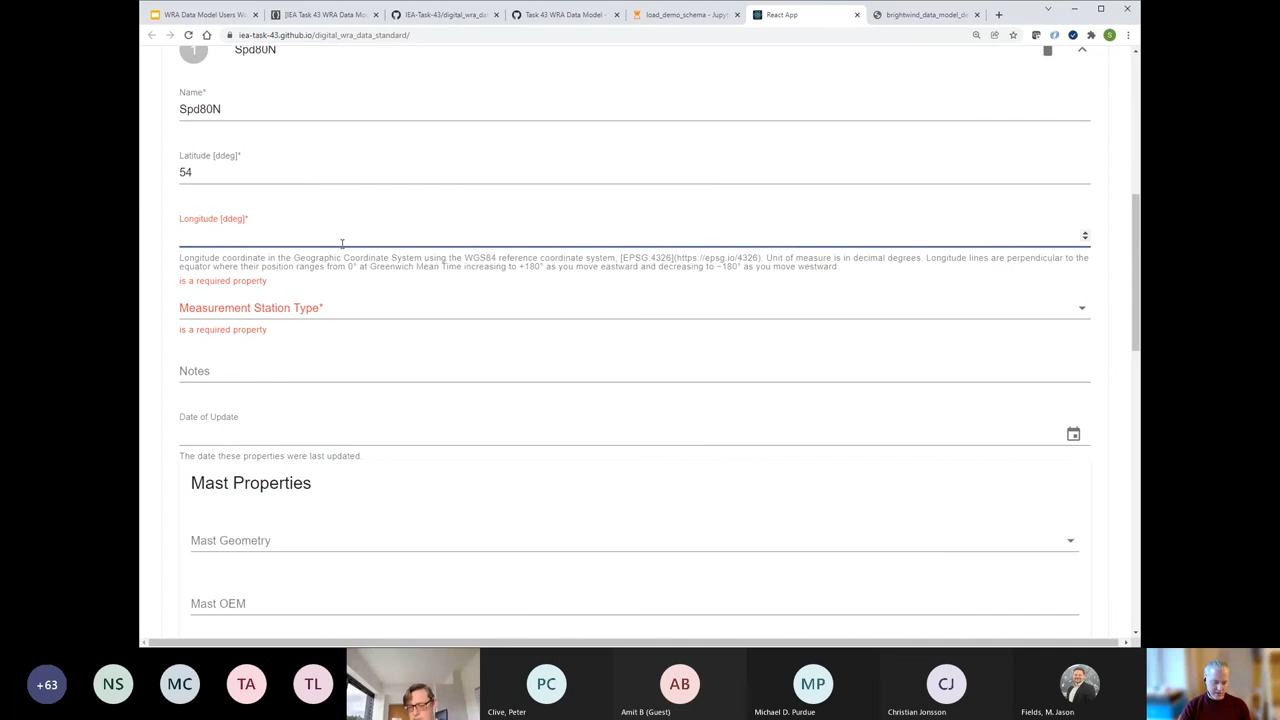 WRA Data Model Users Wo
[IEA Task 43 WRA Data Mo
IEA-Task-43/digital_wra_da
Task 43 WRA Data Model -
load_demo_schema - Jupyt
React App
brightwind_data_model_de
iea-task-43.github.io/digital_wra_data_standard/
S
1
Spd80N
Name*
Spd80N
Latitude [ddeg]*
54
Longitude [ddeg]*
Longitude coordinate in the Geographic Coordinate System using the WGS84 reference coordinate system, [EPSG:4326](https://epsg.io/4326). Unit of measure is in decimal degrees. Longitude lines are perpendicular to the
equator where their position ranges from 0° at Greenwich Mean Time increasing to +180° as you move eastward and decreasing to −180° as you move westward
is a required property
Measurement Station Type*
is a required property
Notes
Date of Update
The date these properties were last updated.
Mast Properties
Mast Geometry
Mast OEM
+63
NS
MC
TA
TL
PC
AB
MP
CJ
Clive, Peter
Amit B (Guest)
Michael D. Purdue
Christian Jonsson
Fields, M. Jason